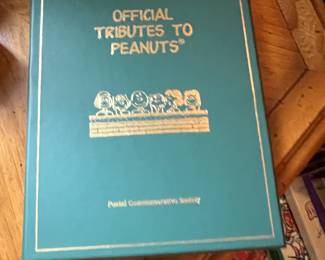 OFFICIAL
TRIBUTES TO
PEANUTS®
Postal Commemorative Society